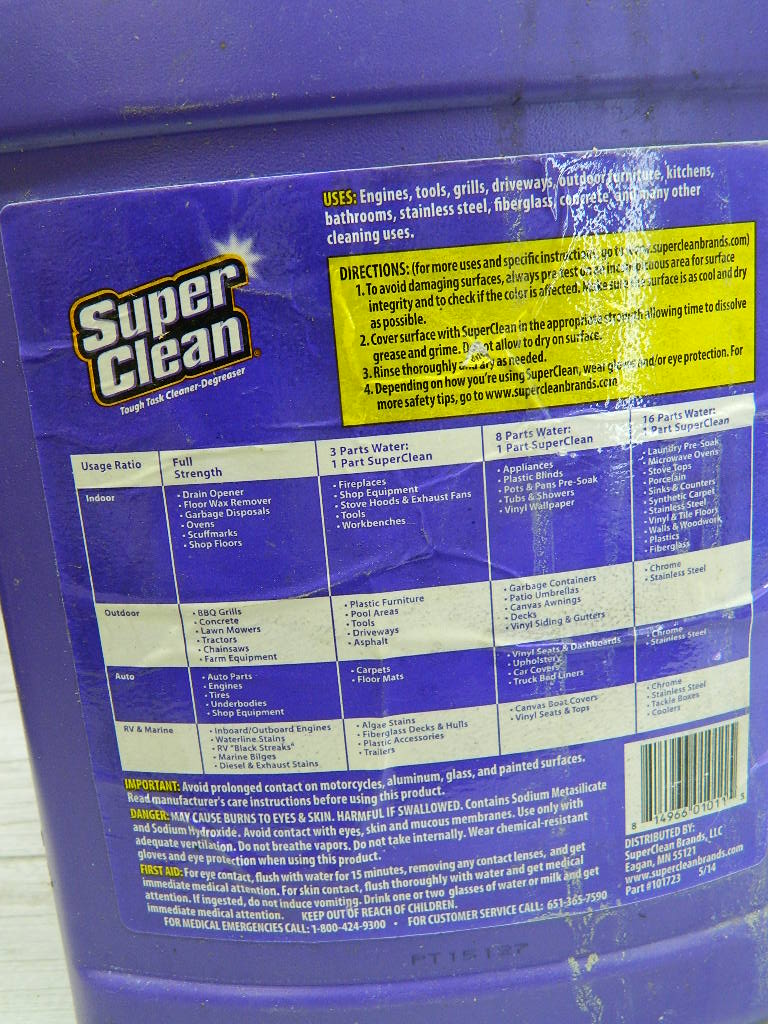 USES: Engines, tools, grills, driveways, outdoor furniture, kitchens,
bathrooms, stainless steel, fiberglass, concrete and many other
cleaning uses.
Super
Clean
Tough Task Cleaner-Degreaser
DIRECTIONS: (for more uses and specific instructions, go to www.supercleanbrands.com)
1. To avoid damaging surfaces, always pre-test on an inconspicuous area for surface
integrity and to check if the color is affected. Make sure the surface is as cool and dry
as possible.
2. Cover surface with SuperClean in the appropriate strength allowing time to dissolve
grease and grime. Do not allow to dry on surface.
3. Rinse thoroughly and dry as needed.
4. Depending on how you're using SuperClean, wear gloves and/or eye protection. For
more safety tips, go to www.supercleanbrands.com
Usage Ratio
Full
Strength
3 Parts Water:
1 Part SuperClean
8 Parts Water:
1 Part SuperClean
16 Parts Water:
1 Part SuperClean
Indoor
• Drain Opener
• Floor Wax Remover
• Garbage Disposals
• Ovens
• Scuffmarks
• Shop Floors
• Fireplaces
• Shop Equipment
• Stove Hoods & Exhaust Fans
• Tools
• Workbenches
• Appliances
• Plastic Blinds
• Pots & Pans Pre-Soak
• Tubs & Showers
• Vinyl Wallpaper
• Laundry Pre-Soak
• Microwave Ovens
• Stove Tops
• Porcelain
• Sinks & Counters
• Synthetic Carpet
• Stainless Steel
• Vinyl & Tile Floors
• Walls & Woodwork
• Plastics
• Fiberglass
Outdoor
• BBQ Grills
• Concrete
• Lawn Mowers
• Tractors
• Chainsaws
• Farm Equipment
• Plastic Furniture
• Pool Areas
• Tools
• Driveways
• Asphalt
• Garbage Containers
• Patio Umbrellas
• Canvas Awnings
• Decks
• Vinyl Siding & Gutters
• Chrome
• Stainless Steel
Auto
• Auto Parts
• Engines
• Tires
• Underbodies
• Shop Equipment
• Carpets
• Floor Mats
• Vinyl Seats & Dashboards
• Upholstery
• Car Covers
• Truck Bed Liners
• Chrome
• Stainless Steel
RV & Marine
• Inboard/Outboard Engines
• Waterline Stains
• RV "Black Streaks"
• Marine Bilges
• Diesel & Exhaust Stains
• Algae Stains
• Fiberglass Decks & Hulls
• Plastic Accessories
• Trailers
• Canvas Boat Covers
• Vinyl Seats & Tops
• Chrome
• Stainless Steel
• Tackle Boxes
• Coolers
IMPORTANT: Avoid prolonged contact on motorcycles, aluminum, glass, and painted surfaces.
Read manufacturer's care instructions before using this product.
DANGER: MAY CAUSE BURNS TO EYES & SKIN. HARMFUL IF SWALLOWED. Contains Sodium Metasilicate
and Sodium Hydroxide. Avoid contact with eyes, skin and mucous membranes. Use only with
adequate ventilation. Do not breathe vapors. Do not take internally. Wear chemical-resistant
gloves and eye protection when using this product.
FIRST AID: For eye contact, flush with water for 15 minutes, removing any contact lenses, and get
immediate medical attention. For skin contact, flush thoroughly with water and get medical
attention. If ingested, do not induce vomiting. Drink one or two glasses of water or milk and get
immediate medical attention. KEEP OUT OF REACH OF CHILDREN.
FOR MEDICAL EMERGENCIES CALL: 1-800-424-9300 • FOR CUSTOMER SERVICE CALL: 651-365-7590
8 14966 01011 3
DISTRIBUTED BY:
SuperClean Brands, LLC
Eagan, MN 55121
www.supercleanbrands.com
Part #101723 5/14
PT 15 127